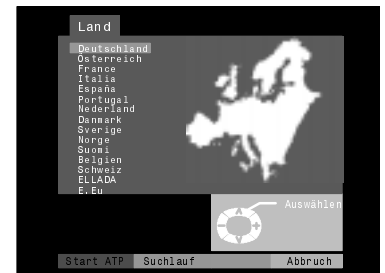 Land
Deutschland
Österreich
France
Italia
España
Portugal
Nederland
Danmark
Sverige
Norge
Suomi
Belgien
Schweiz
ELLADA
E.Eu
Auswählen
Start ATP Suchlauf Abbruch